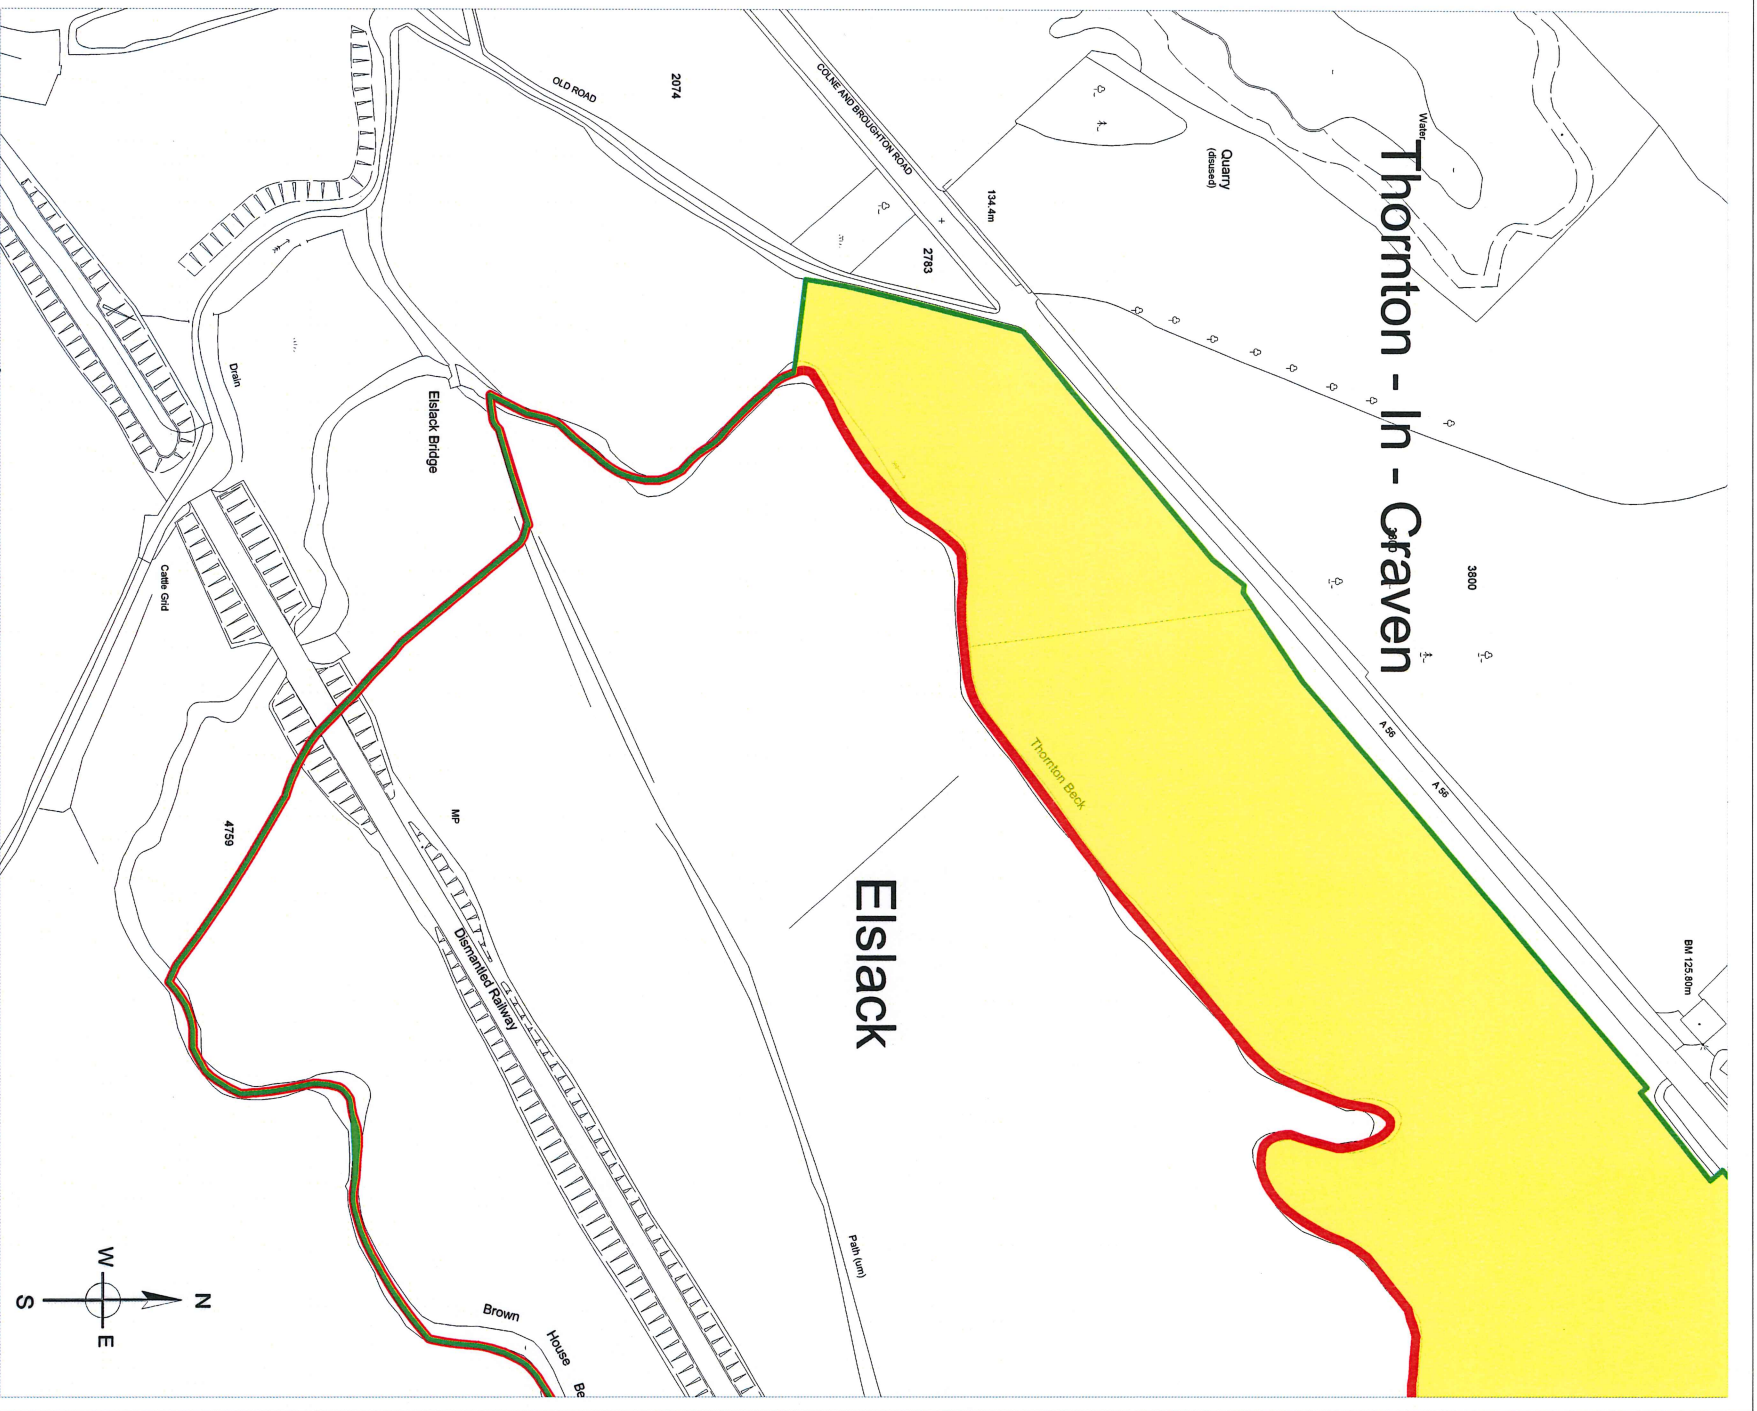 Thornton - In - Craven
Water
3800
3800
Quarry
(disused)
134.4m
2783
COLNE AND BROUGHTON ROAD
2074
OLD ROAD
A 56
A 56
BM 125.80m
Thornton Beck
Elslack
Elslack Bridge
Drain
Cattle Grid
MP
4759
Dismantled Railway
Path (um)
Brown
House
Be
N
W
E
S